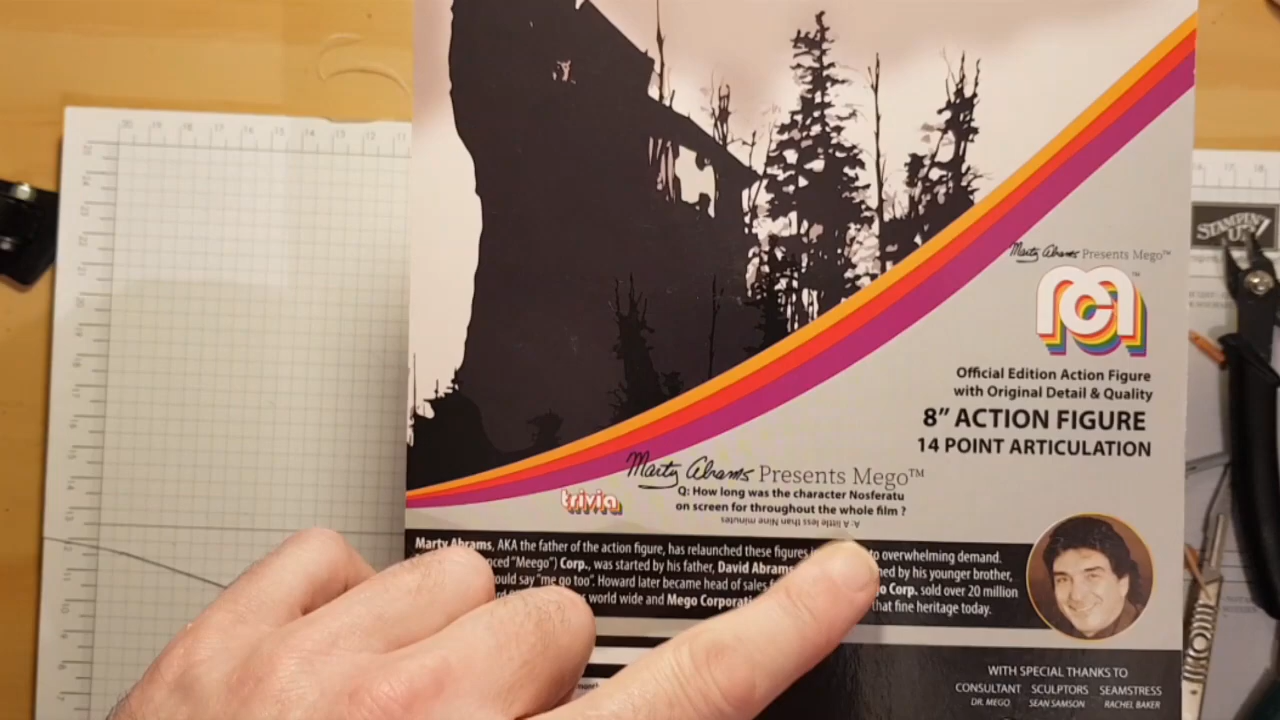 STAMPIN'
UP!
Marty Abrams Presents Mego™
Official Edition Action Figure
with Original Detail & Quality
8” ACTION FIGURE
14 POINT ARTICULATION
Marty Abrams Presents Mego™
trivia
Q: How long was the character Nosferatu
on screen for throughout the whole film ?
A: A little less than Nine minutes
Marty Abrams, AKA the father of the action figure, has relaunched these figures to overwhelming demand.
“Meego”) Corp., was started by his father, David Abrams by his younger brother,
say “me go too”. Howard later became head of sales Corp. sold over 20 million
world wide and Mego that fine heritage today.
WITH SPECIAL THANKS TO
CONSULTANT SCULPTORS SEAMSTRESS
DR. MEGO SEAN SAMSON RACHEL BAKER